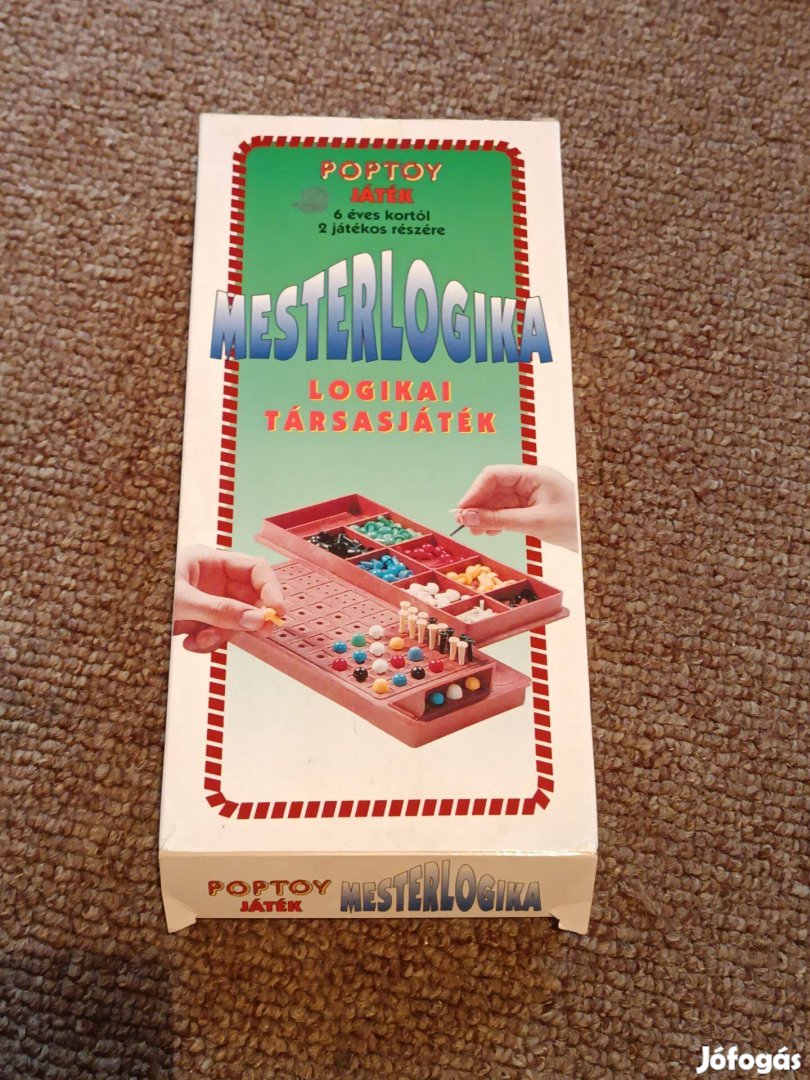 POPTOY
JÁTÉK
6 éves kortól
2 játékos részére
MESTERLOGIKA
LOGIKAI
TÁRSASJÁTÉK
POPTOY
JÁTÉK
MESTERLOGIKA
Jófogás